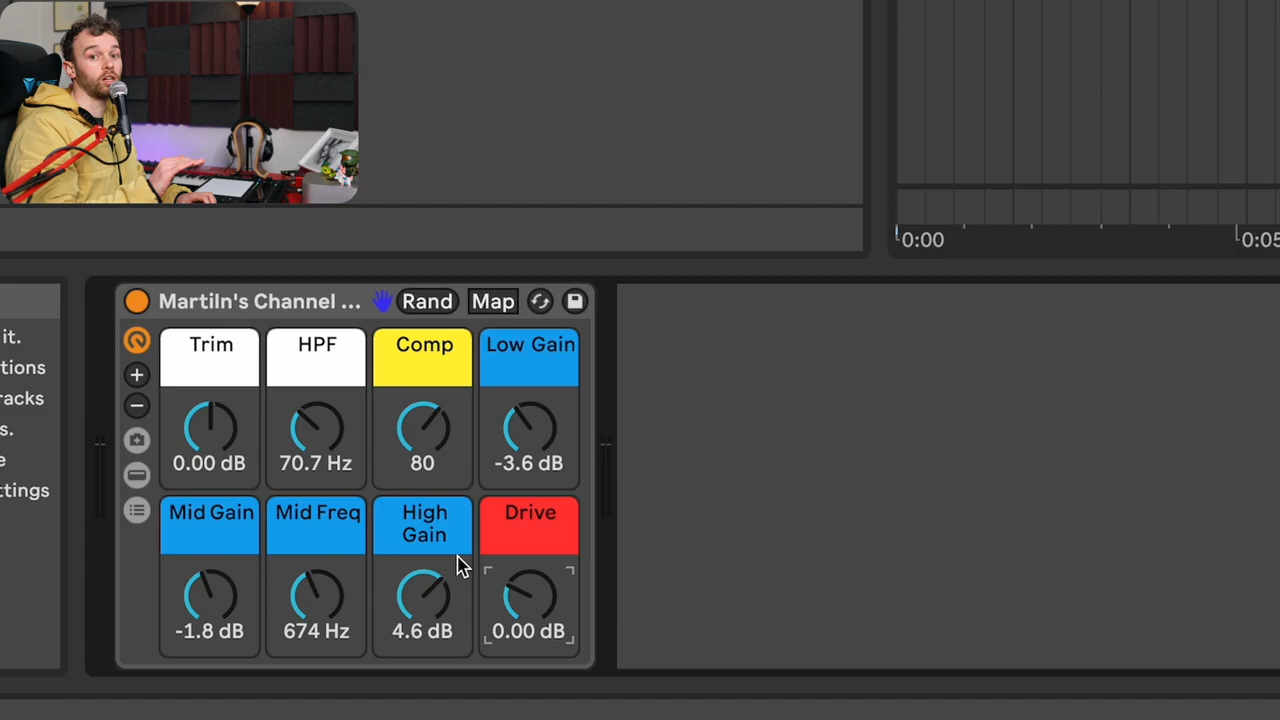 0:00
0:05
it.
tions
racks
s.
e
ttings
Martiln's Channel ...
Rand
Map
Trim
HPF
Comp
Low Gain
0.00 dB
70.7 Hz
80
-3.6 dB
Mid Gain
Mid Freq
High
Gain
Drive
-1.8 dB
674 Hz
4.6 dB
0.00 dB